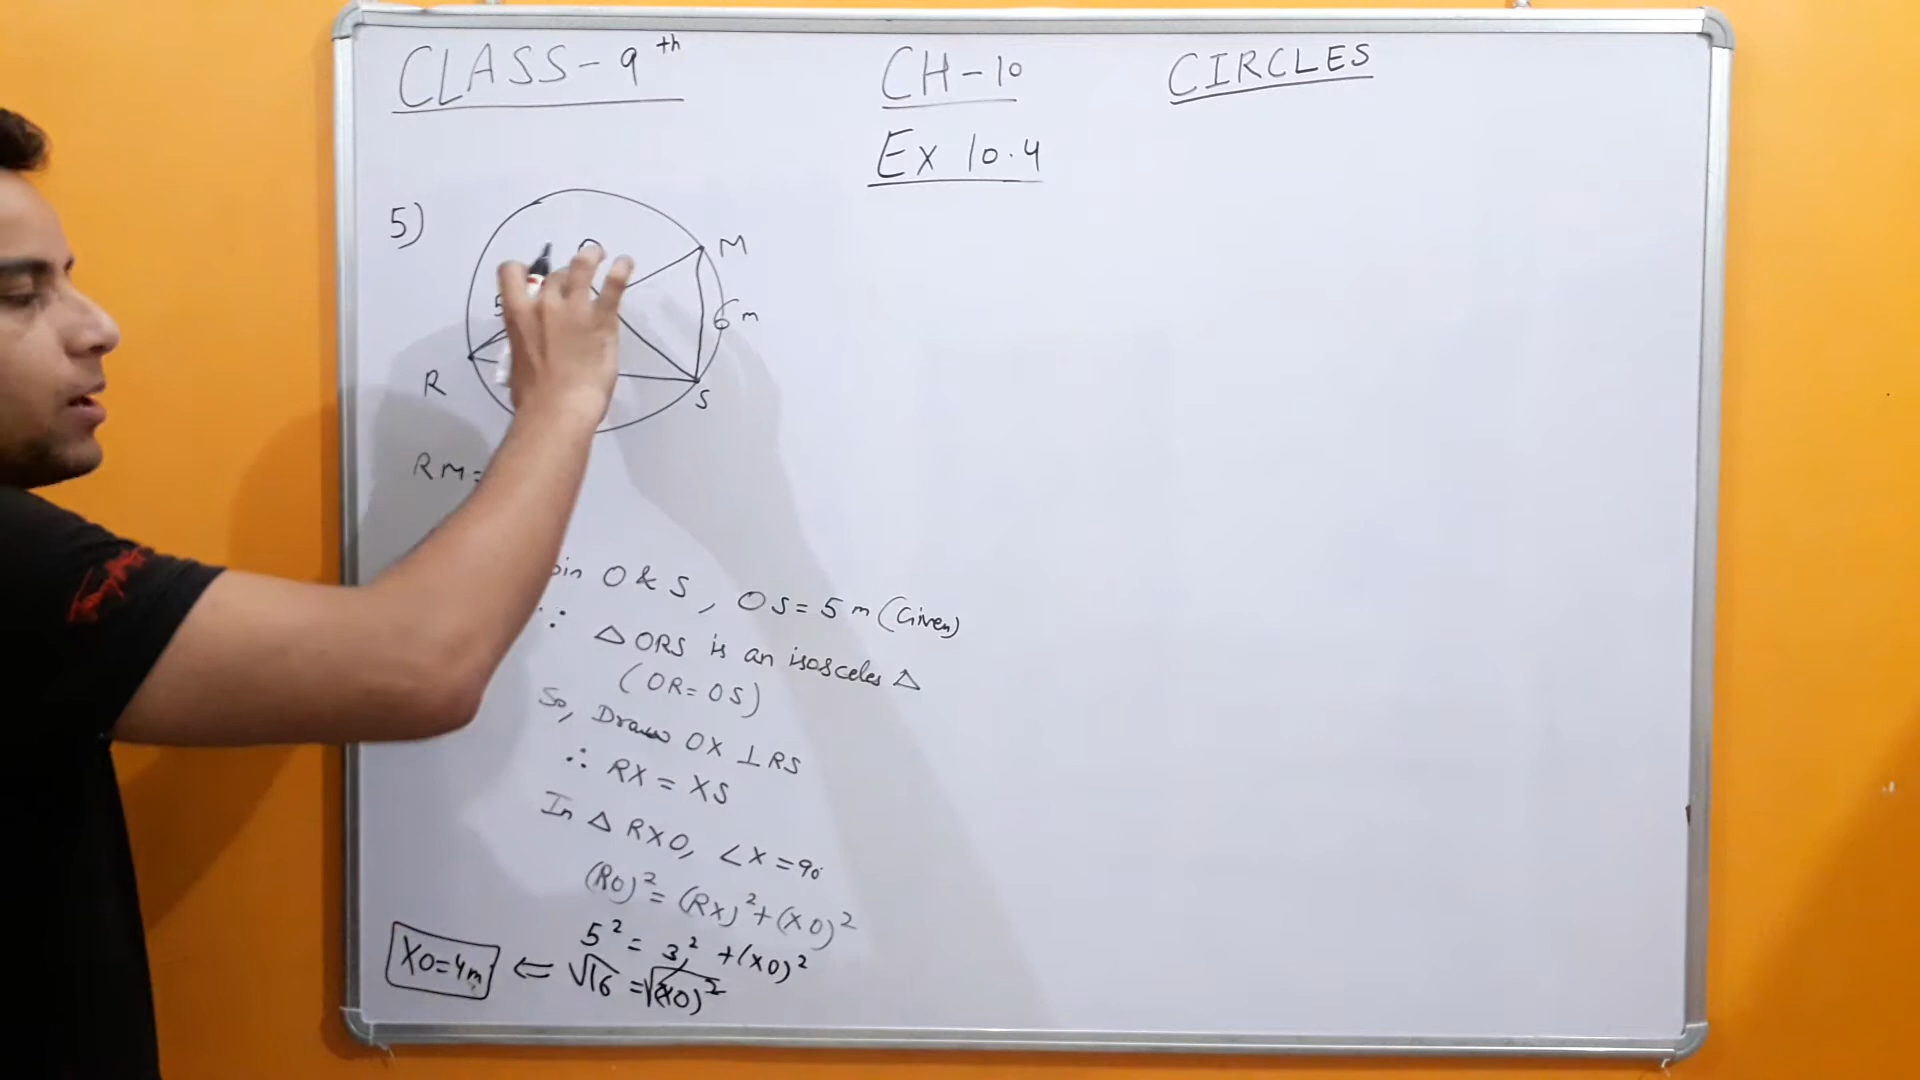 CLASS-9th
CH-10
CIRCLES
Ex 10.4
5)
M
5
6m
R
S
RM=
O & S, OS = 5m (Given)
∵ △ORS is an isosceles △
(OR = OS)
So, Draw OX ⊥ RS
∴ RX = XS
In △ RXO, ∠X = 90
(RO)² = (RX)² + (XO)²
5² = 3² + (XO)²
XO=4m ⇐ √16 = √(XO)²